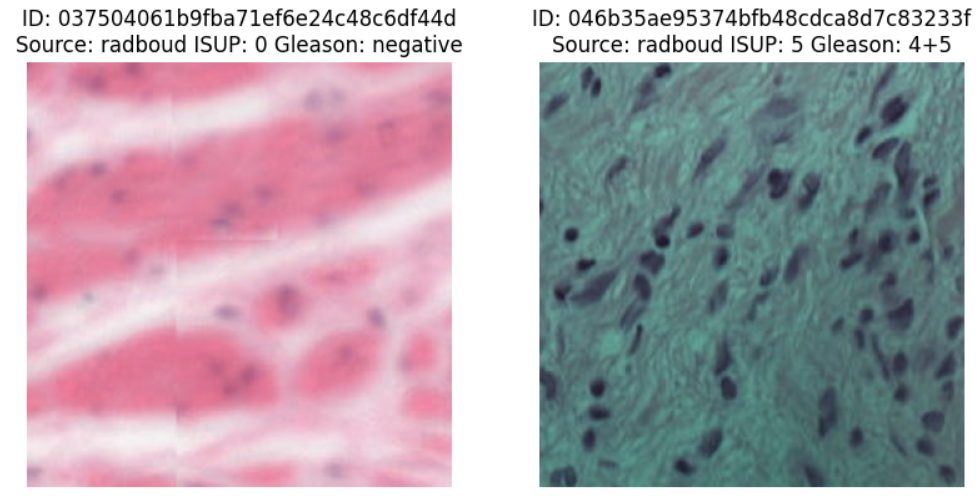 ID: 037504061b9fba71ef6e24c48c6df44d
Source: radboud ISUP: 0 Gleason: negative
ID: 046b35ae95374bfb48cdca8d7c83233f
Source: radboud ISUP: 5 Gleason: 4+5